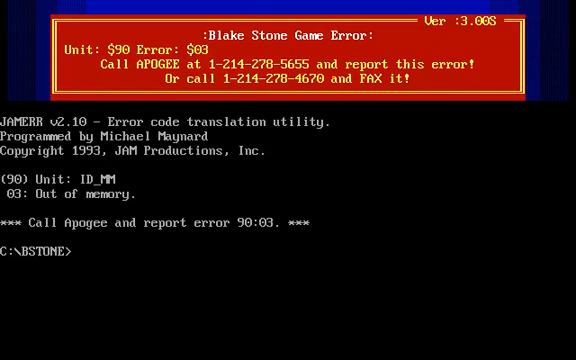 Ver :3.00S
:Blake Stone Game Error:
Unit: $90 Error: $03
Call APOGEE at 1-214-278-5655 and report this error!
Or call 1-214-278-4670 and FAX it!
JAMERR v2.10 - Error code translation utility.
Programmed by Michael Maynard
Copyright 1993, JAM Productions, Inc.
(90) Unit: ID_MM
03: Out of memory.
*** Call Apogee and report error 90:03. ***
C:\BSTONE>